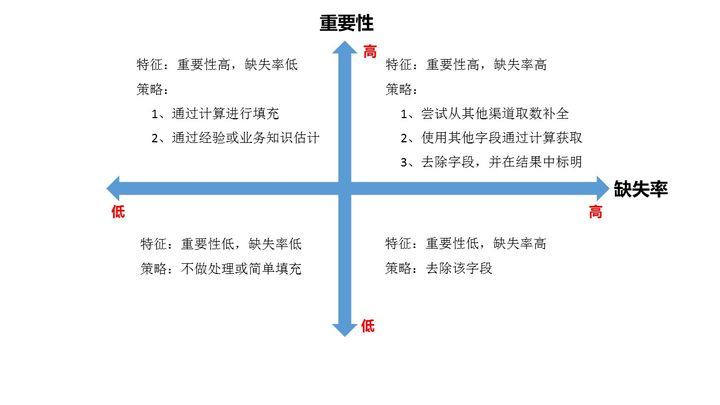 重要性
高
特征：重要性高，缺失率低
策略：
1、通过计算进行填充
2、通过经验或业务知识估计
特征：重要性高，缺失率高
策略：
1、尝试从其他渠道取数补全
2、使用其他字段通过计算获取
3、去除字段，并在结果中标明
缺失率
低
高
特征：重要性低，缺失率低
策略：不做处理或简单填充
特征：重要性低，缺失率高
策略：去除该字段
低